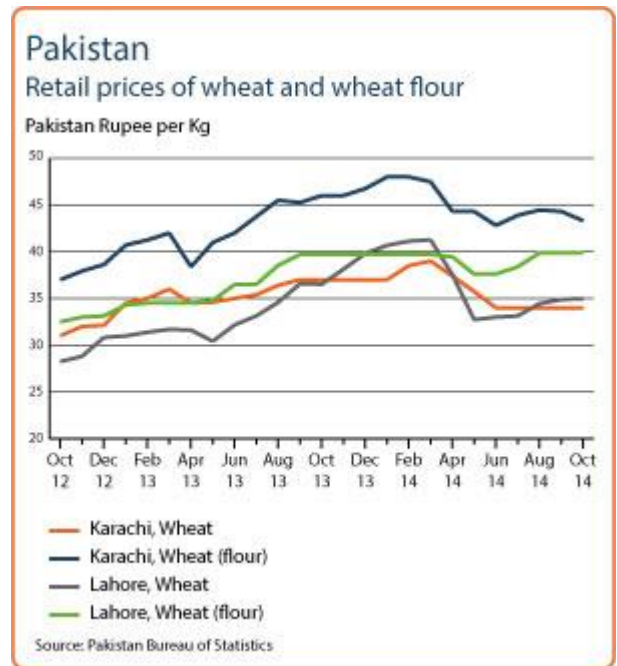 Pakistan
Retail prices of wheat and wheat flour
Pakistan Rupee per Kg
50
45
40
35
30
25
20
Oct Dec Feb Apr Jun Aug Oct Dec Feb Apr Jun Aug Oct
12 12 13 13 13 13 13 13 14 14 14 14 14
Karachi, Wheat
Karachi, Wheat (flour)
Lahore, Wheat
Lahore, Wheat (flour)
Source: Pakistan Bureau of Statistics